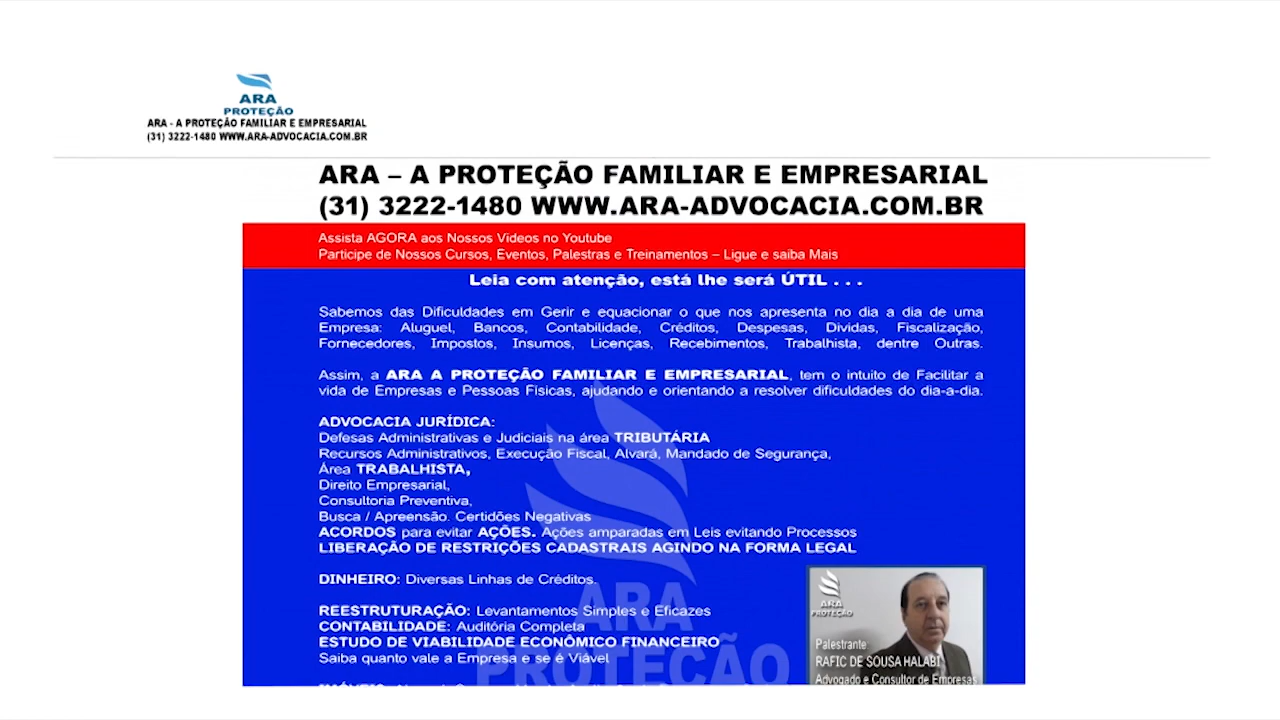 ARA
PROTEÇÃO
ARA - A PROTEÇÃO FAMILIAR E EMPRESARIAL
(31) 3222-1480 WWW.ARA-ADVOCACIA.COM.BR
ARA – A PROTEÇÃO FAMILIAR E EMPRESARIAL
(31) 3222-1480 WWW.ARA-ADVOCACIA.COM.BR
Assista AGORA aos Nossos Vídeos no Youtube
Participe de Nossos Cursos, Eventos, Palestras e Treinamentos – Ligue e saiba Mais
Leia com atenção, está lhe será ÚTIL . . .
Sabemos das Dificuldades em Gerir e equacionar o que nos apresenta no dia a dia de uma
Empresa: Aluguel, Bancos, Contabilidade, Créditos, Despesas, Dividas, Fiscalização,
Fornecedores, Impostos, Insumos, Licenças, Recebimentos, Trabalhista, dentre Outras.
Assim, a ARA A PROTEÇÃO FAMILIAR E EMPRESARIAL, tem o intuito de Facilitar a
vida de Empresas e Pessoas Físicas, ajudando e orientando a resolver dificuldades do dia-a-dia.
ADVOCACIA JURÍDICA:
Defesas Administrativas e Judiciais na área TRIBUTÁRIA
Recursos Administrativos, Execução Fiscal, Alvará, Mandado de Segurança,
Área TRABALHISTA,
Direito Empresarial,
Consultoria Preventiva,
Busca / Apreensão. Certidões Negativas
ACORDOS para evitar AÇÕES. Ações amparadas em Leis evitando Processos
LIBERAÇÃO DE RESTRIÇÕES CADASTRAIS AGINDO NA FORMA LEGAL
DINHEIRO: Diversas Linhas de Créditos.
REESTRUTURAÇÃO: Levantamentos Simples e Eficazes
CONTABILIDADE: Auditória Completa
ESTUDO DE VIABILIDADE ECONÔMICO FINANCEIRO
Saiba quanto vale a Empresa e se é Viável
ARA
PROTEÇÃO
ARA
PROTEÇÃO
Palestrante:
RAFIC DE SOUSA HALABI
Advogado e Consultor de Empresas